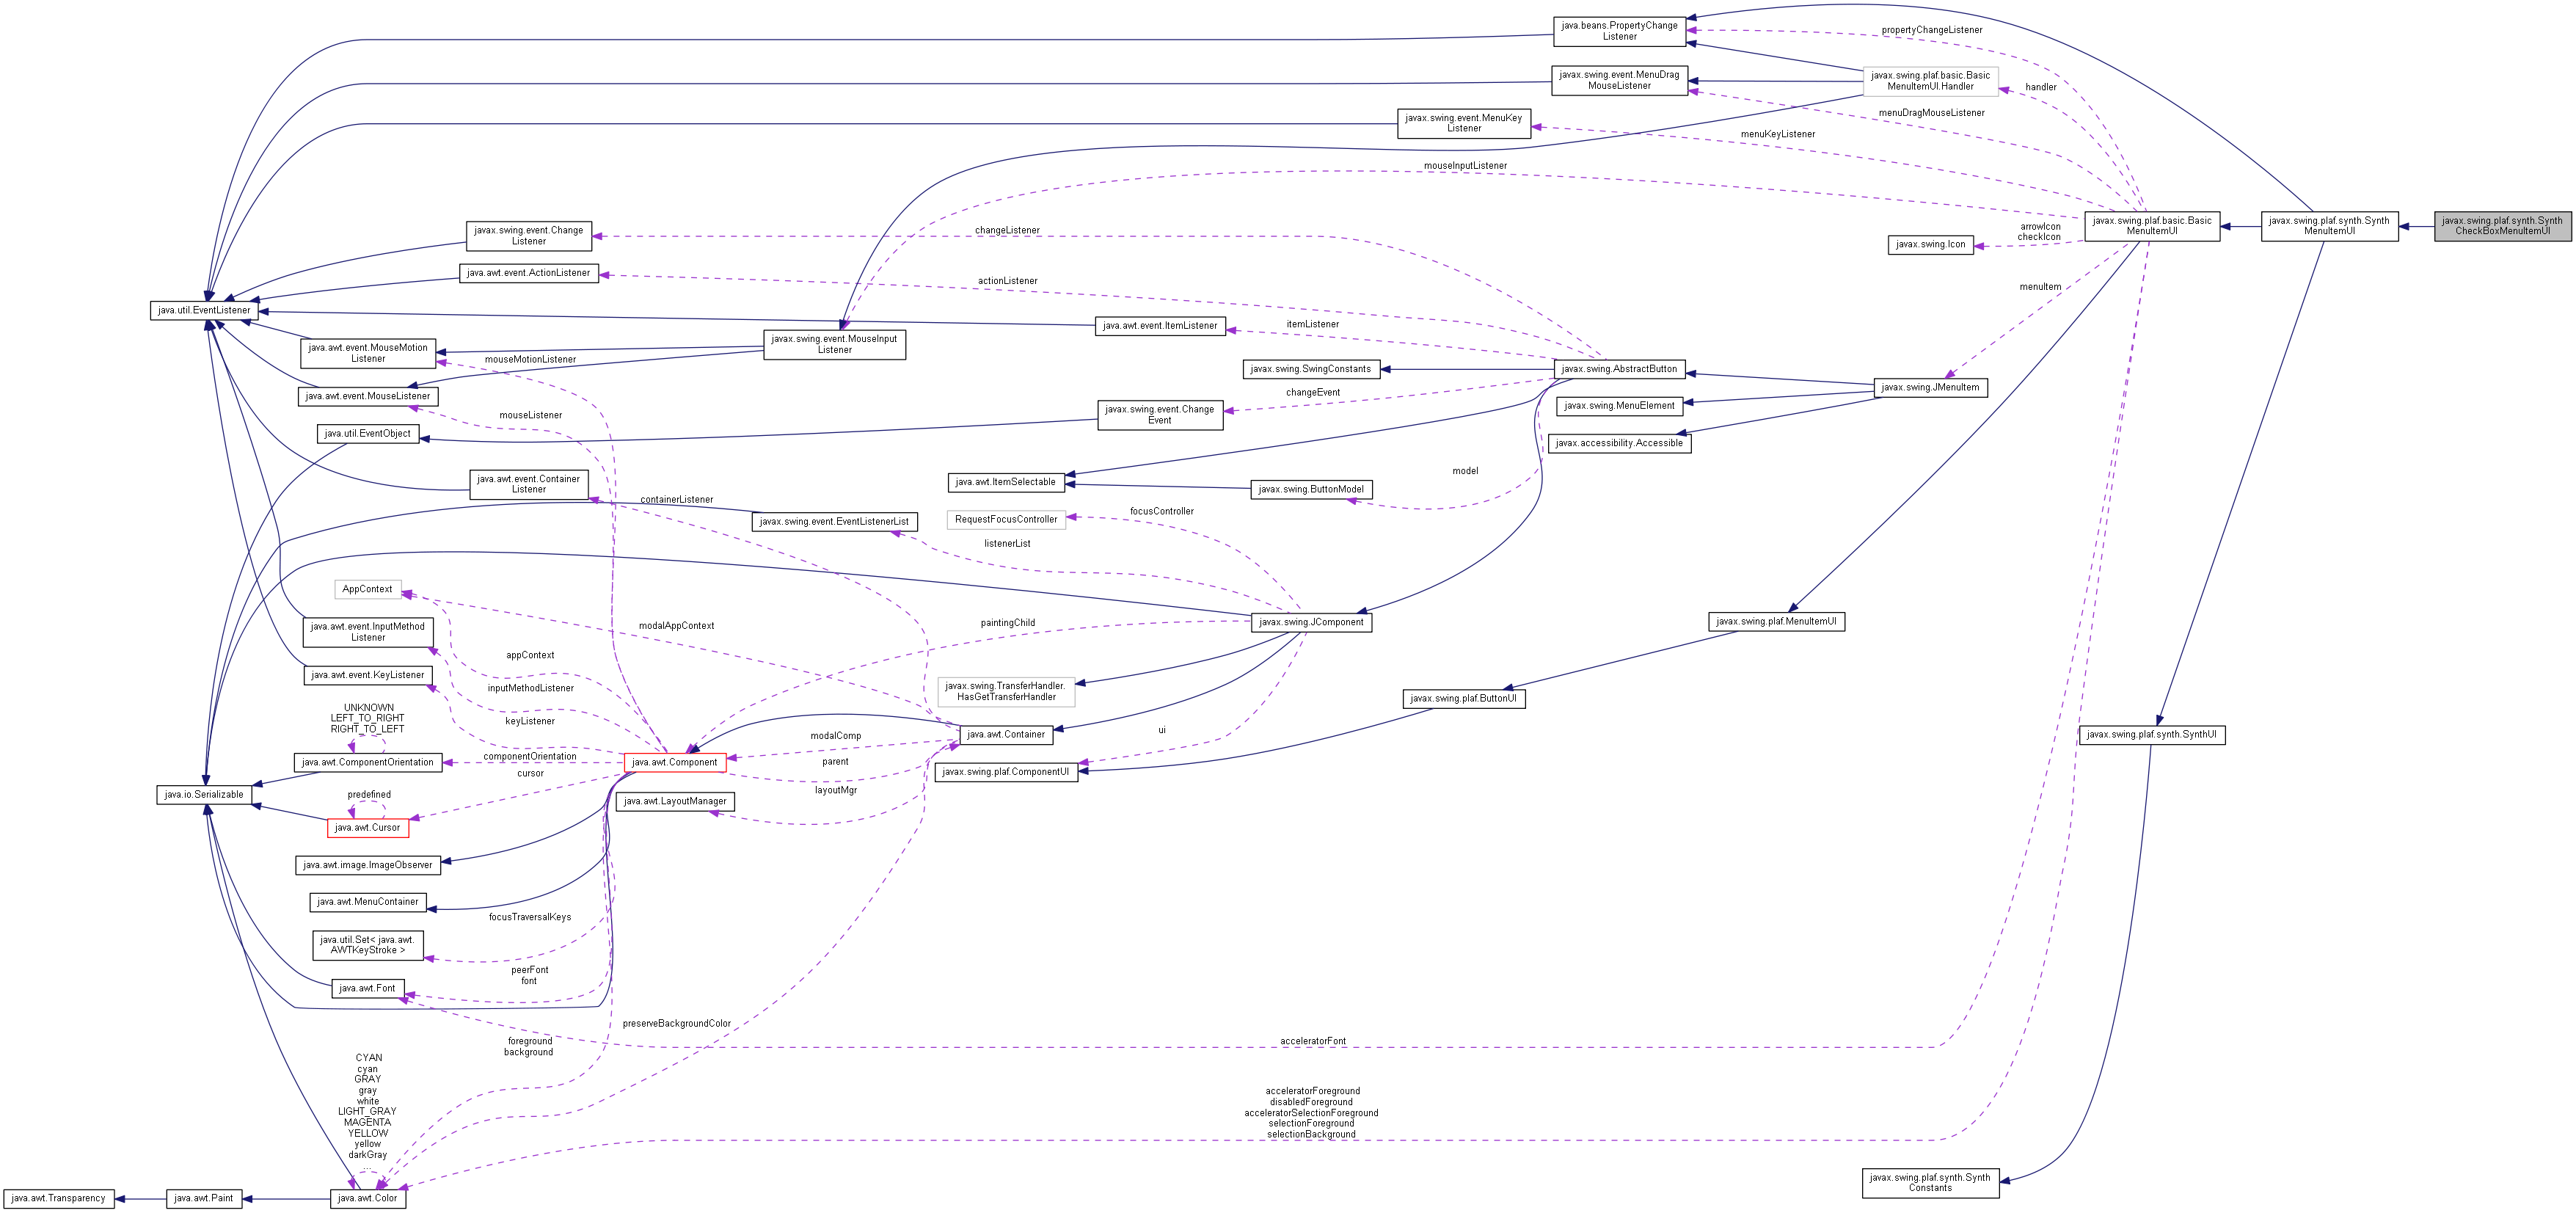 java.beans.PropertyChange
Listener
propertyChangeListener
javax.swing.event.MenuDrag
MouseListener
javax.swing.plaf.basic.Basic
MenuItemUI.Handler
handler
menuDragMouseListener
javax.swing.event.MenuKey
Listener
menuKeyListener
mouseInputListener
javax.swing.event.Change
Listener
changeListener
javax.swing.plaf.basic.Basic
MenuItemUI
javax.swing.plaf.synth.Synth
MenuItemUI
javax.swing.plaf.synth.Synth
CheckBoxMenuItemUI
arrowIcon
checkIcon
javax.swing.Icon
java.awt.event.ActionListener
actionListener
menuItem
java.util.EventListener
java.awt.event.ItemListener
itemListener
javax.swing.event.MouseInput
Listener
java.awt.event.MouseMotion
Listener
mouseMotionListener
javax.swing.SwingConstants
javax.swing.AbstractButton
javax.swing.JMenuItem
changeEvent
java.awt.event.MouseListener
javax.swing.MenuElement
mouseListener
javax.swing.event.Change
Event
java.util.EventObject
javax.accessibility.Accessible
model
java.awt.event.Container
Listener
java.awt.ItemSelectable
javax.swing.ButtonModel
containerListener
focusController
javax.swing.event.EventListenerList
RequestFocusController
listenerList
AppContext
modalAppContext
paintingChild
javax.swing.JComponent
javax.swing.plaf.MenuItemUI
java.awt.event.InputMethod
Listener
appContext
java.awt.event.KeyListener
inputMethodListener
javax.swing.TransferHandler.
HasGetTransferHandler
javax.swing.plaf.ButtonUI
UNKNOWN
LEFT_TO_RIGHT
RIGHT_TO_LEFT
keyListener
modalComp
java.awt.Container
ui
javax.swing.plaf.synth.SynthUI
java.awt.ComponentOrientation
componentOrientation
java.awt.Component
parent
cursor
javax.swing.plaf.ComponentUI
java.io.Serializable
predefined
layoutMgr
java.awt.LayoutManager
java.awt.Cursor
java.awt.image.ImageObserver
java.awt.MenuContainer
focusTraversalKeys
java.util.Set< java.awt.
AWTKeyStroke >
peerFont
font
java.awt.Font
preserveBackgroundColor
foreground
background
acceleratorFont
CYAN
cyan
GRAY
gray
white
LIGHT_GRAY
MAGENTA
YELLOW
yellow
darkGray
...
acceleratorForeground
disabledForeground
acceleratorSelectionForeground
selectionForeground
selectionBackground
javax.swing.plaf.synth.Synth
Constants
java.awt.Transparency
java.awt.Paint
java.awt.Color